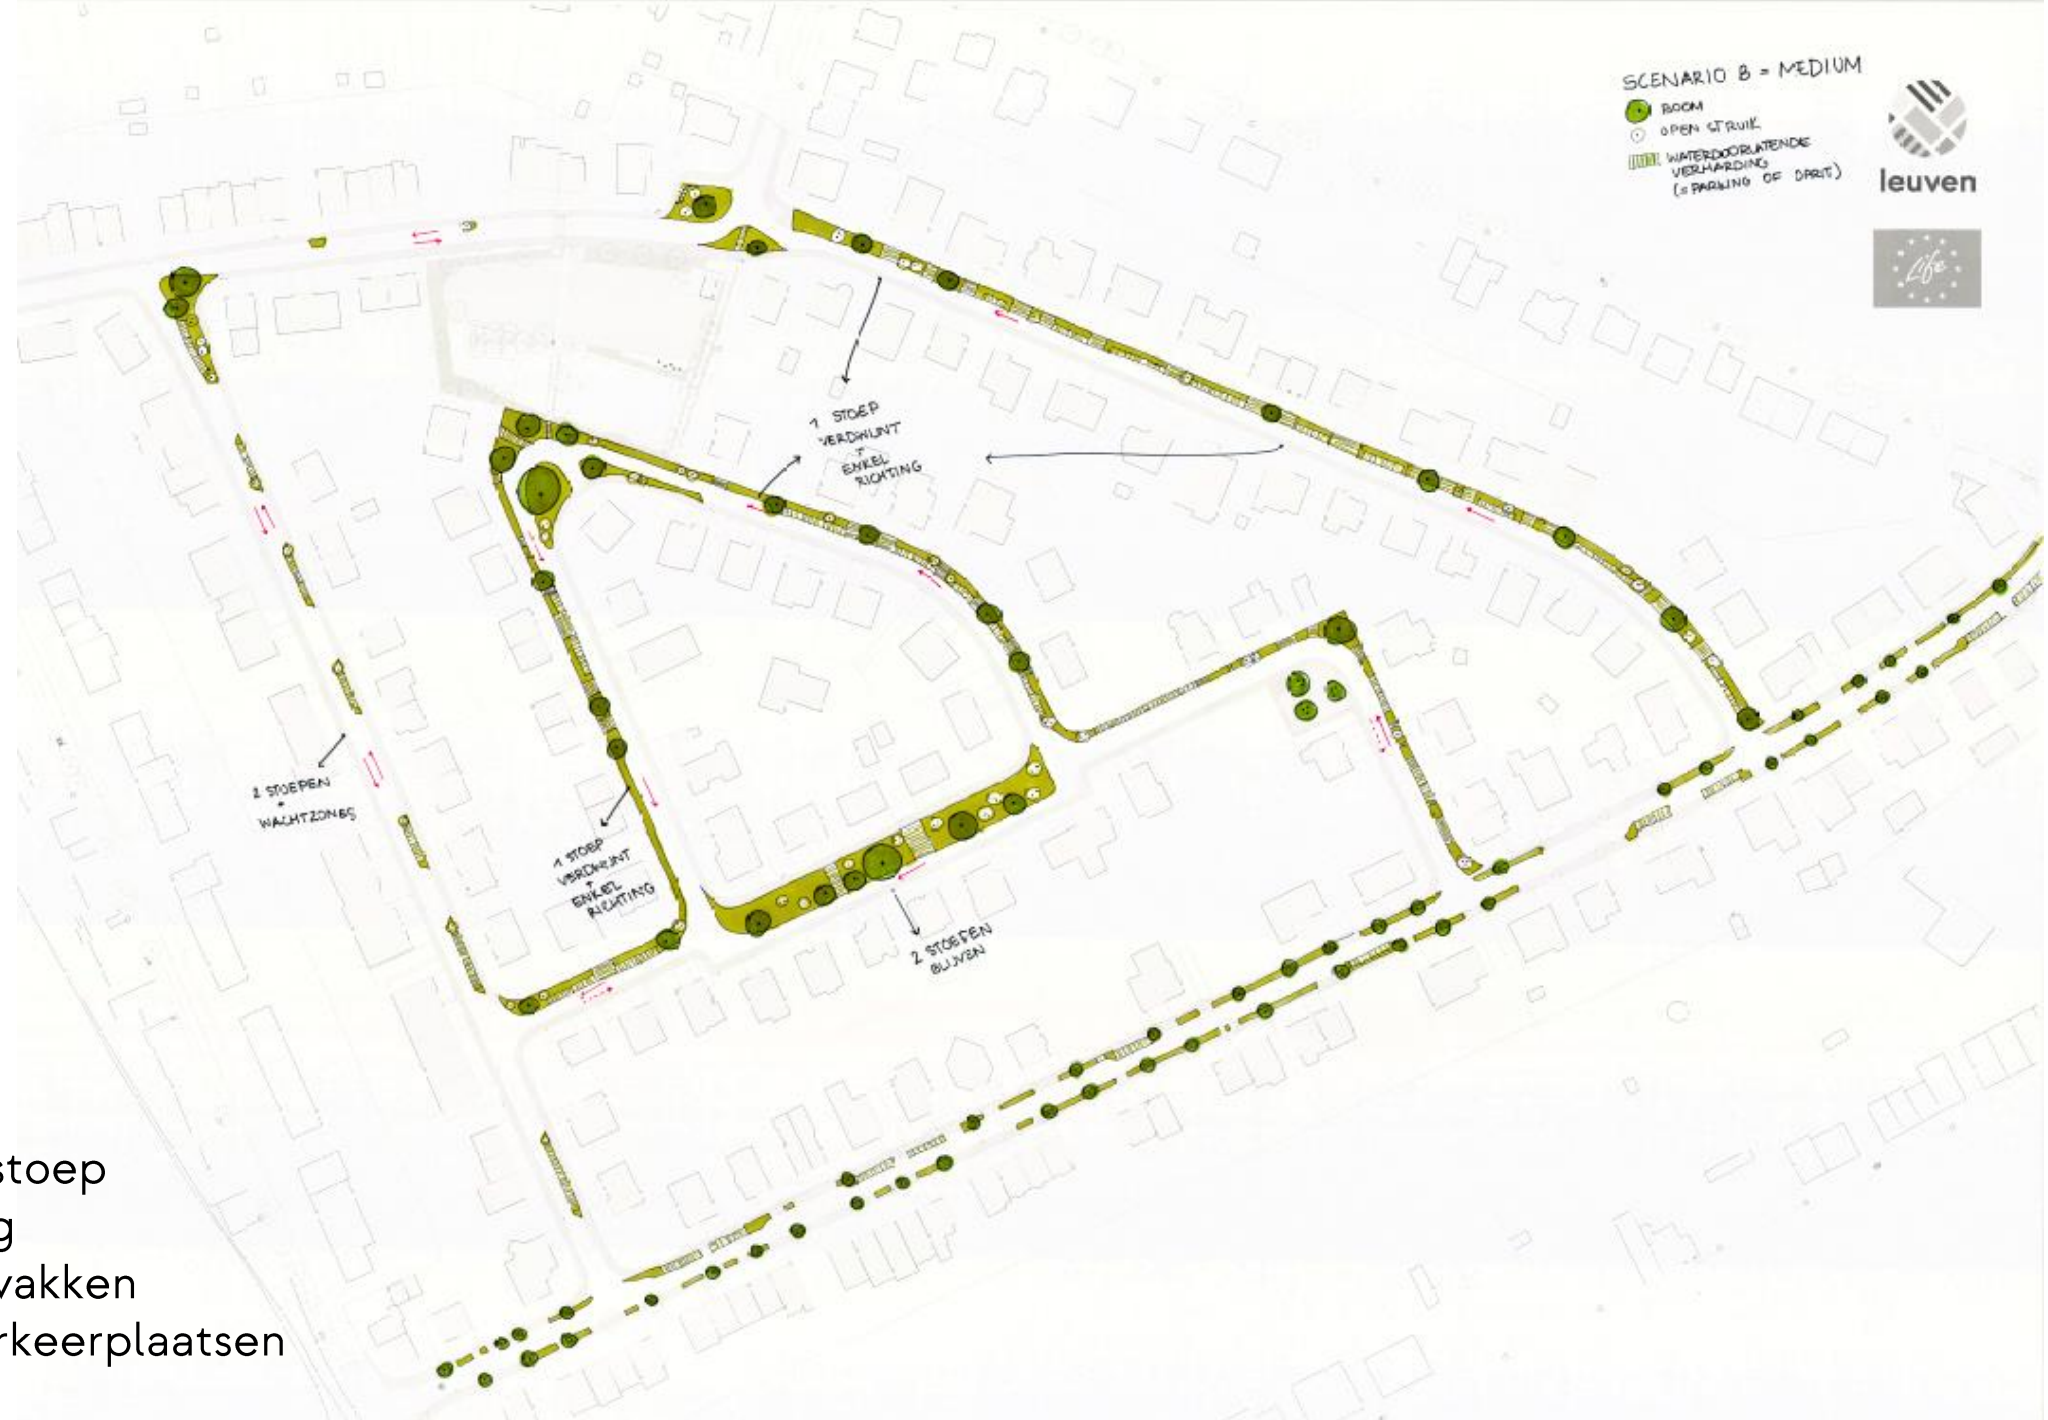 SCENARIO B = MEDIUM
BOOM
OPEN STRUIK
WATERDOORLATENDE
VERHARDING
(= PARKING OF OPRIT)
leuven
Life
1 STOEP
VERDWIJNT
+
ENKEL
RICHTING
2 STOEPEN
+
WACHTZONES
1 STOEP
VERDWIJNT
+
ENKEL
RICHTING
2 STOEPEN
BLIJVEN
stoep
g
vakken
rkeerplaatsen